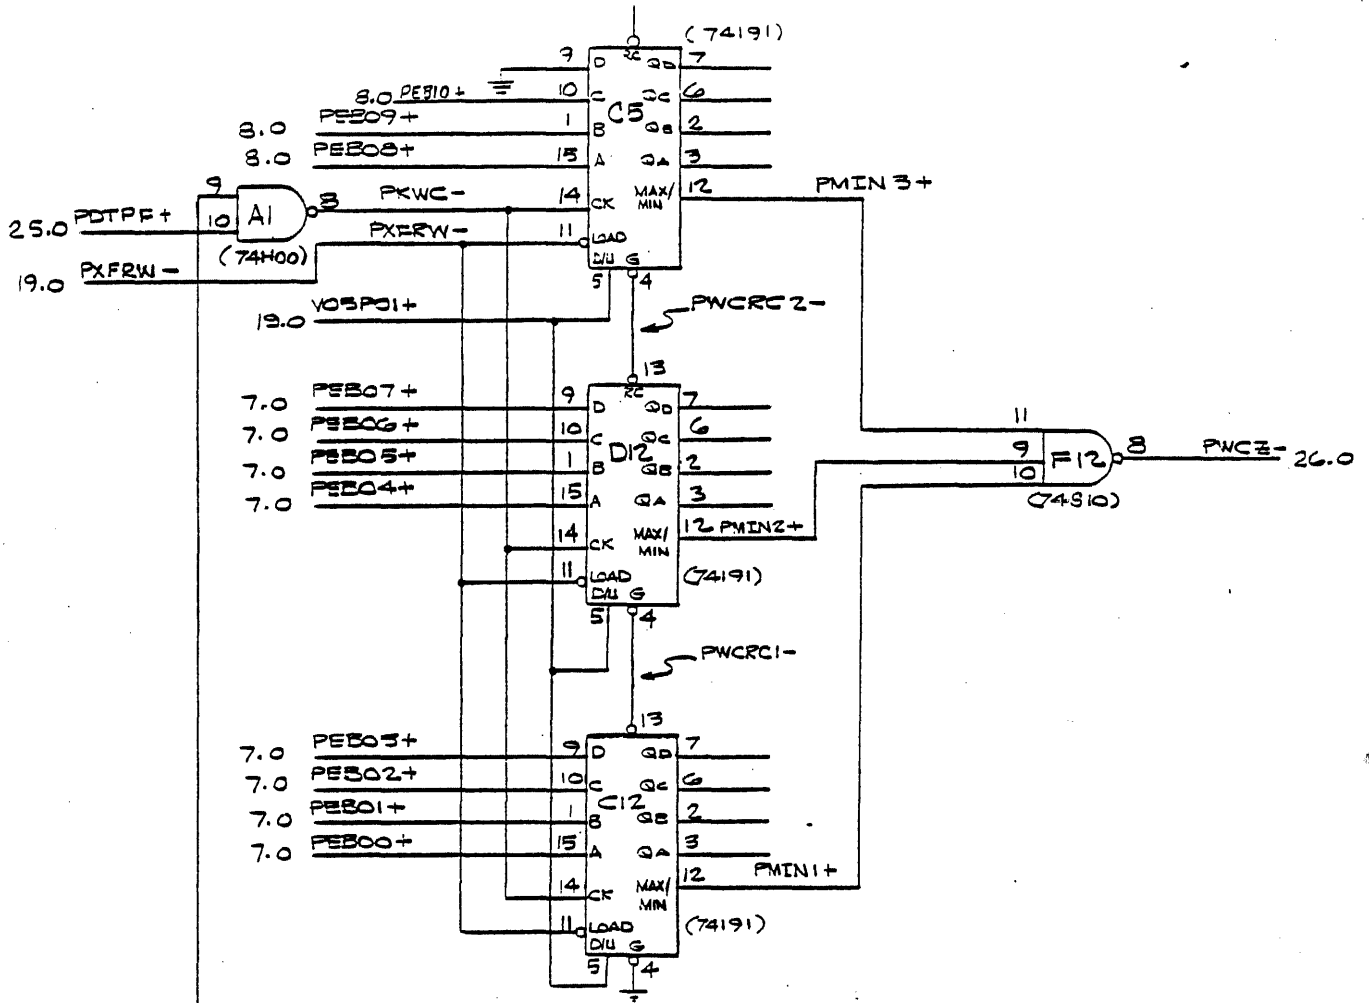 (74191)
RC
9 D QD 7
8.0 PEB10+ 10 C QC 6
C5
8.0 PEB09+ 1 B QB 2
8.0 PEB08+ 15 A QA 3
9 A1 8 PKWC- 14 CK MAX/MIN 12 PMIN3+
25.0 PDTPF+ 10
(74H00)
PXFRW- 11 LOAD
19.0 PXFRW-
D/U G
5 4
19.0 VO5P01+
PWCRC2-
13
RC
7.0 PEB07+ 9 D QD 7
7.0 PEB06+ 10 C QC 6
D12
7.0 PEB05+ 1 B QB 2
7.0 PEB04+ 15 A QA 3
14 CK MAX/MIN 12 PMIN2+
11 LOAD (74191)
D/U G
5 4
11
9 F12 8 PWCZ- 26.0
10
(74S10)
PWCRC1-
13
7.0 PEB03+ 9 D QD 7
7.0 PEB02+ 10 C QC 6
C12
7.0 PEB01+ 1 B QB 2
7.0 PEB00+ 15 A QA 3
14 CK MAX/MIN 12 PMIN1+
11 LOAD (74191)
D/U G
5 4